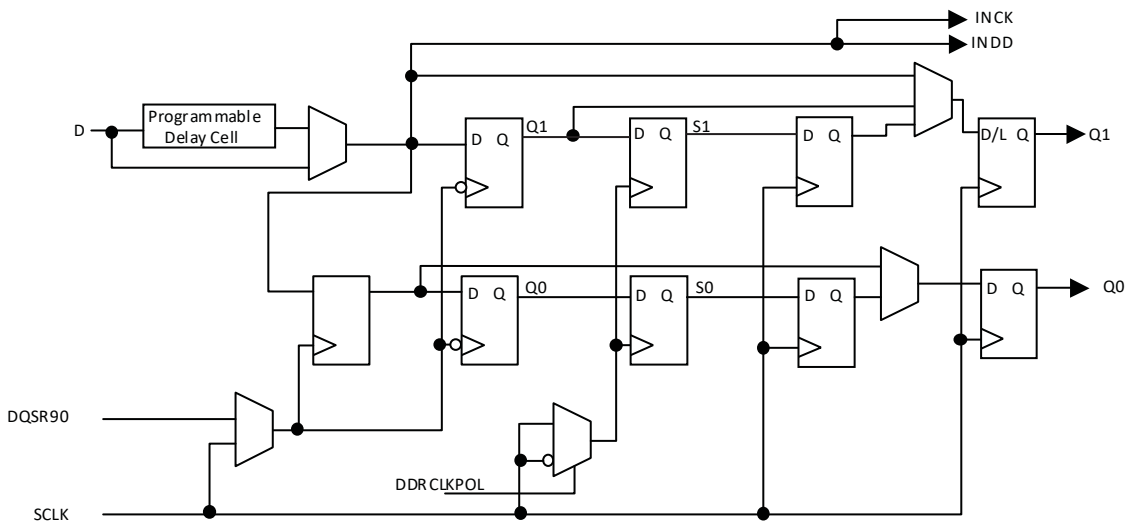 INCK
INDD
Programmable
Delay Cell
D
D Q
Q1
D Q
S1
D Q
D/L Q
Q1
D Q
Q0
D Q
S0
D Q
D Q
Q0
DQSR90
DDRCLKPOL
SCLK